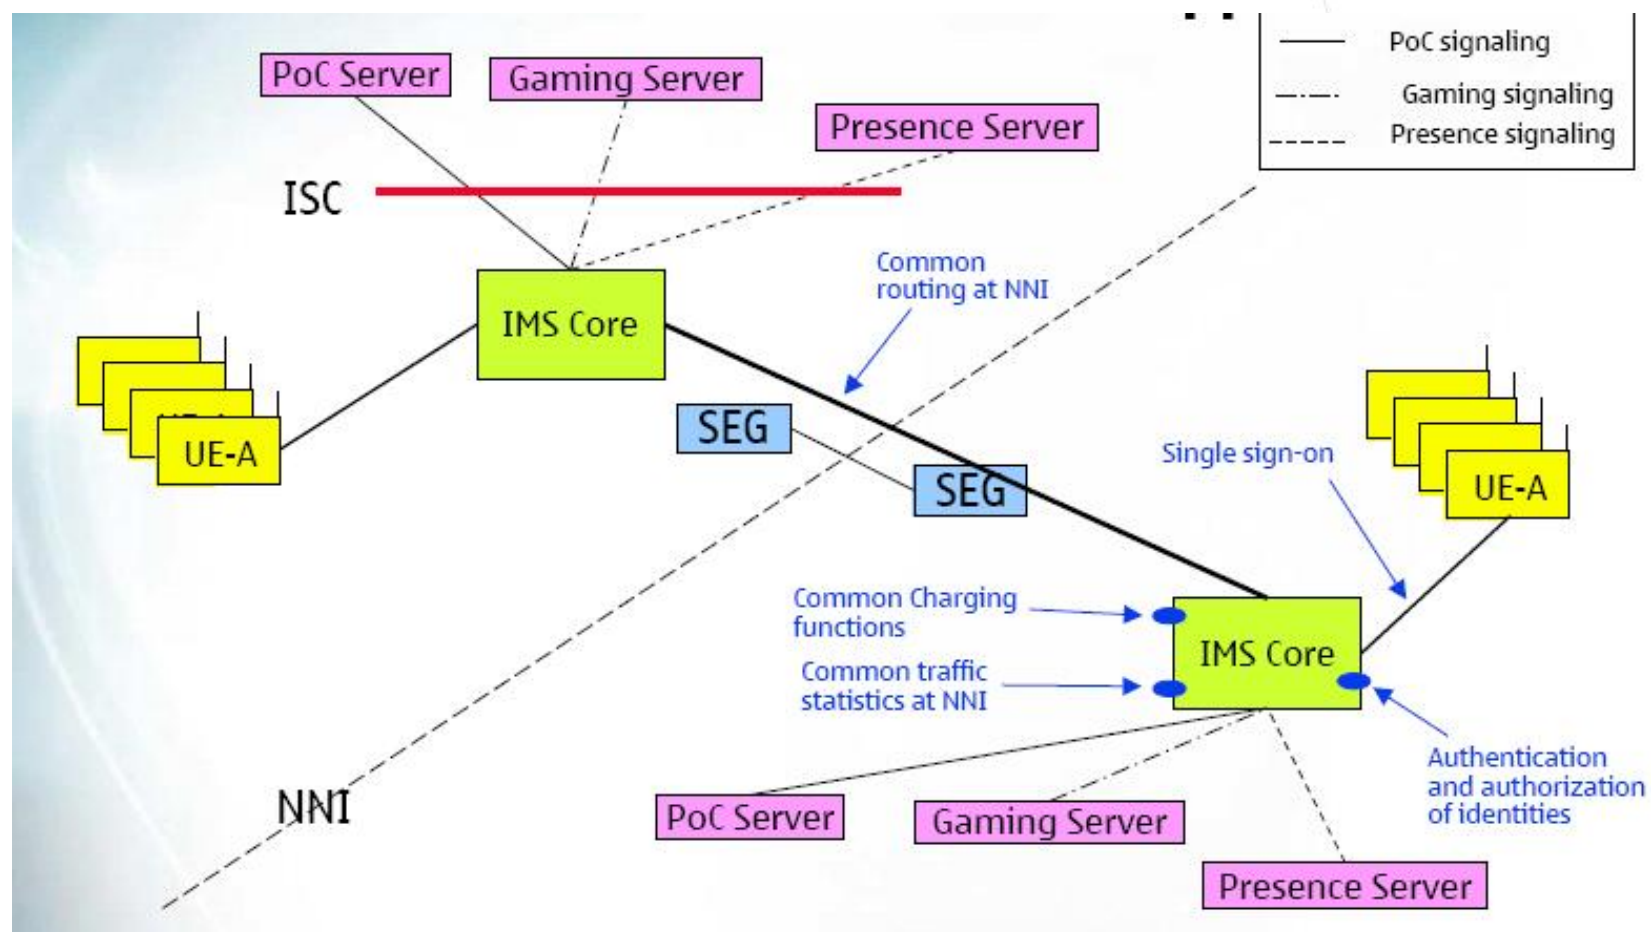 PoC signaling
Gaming signaling
Presence signaling
PoC Server
Gaming Server
Presence Server
ISC
Common
routing at NNI
IMS Core
UE-A
SEG
SEG
Single sign-on
UE-A
Common Charging
functions
IMS Core
Common traffic
statistics at NNI
Authentication
and authorization
of identities
NNI
PoC Server
Gaming Server
Presence Server